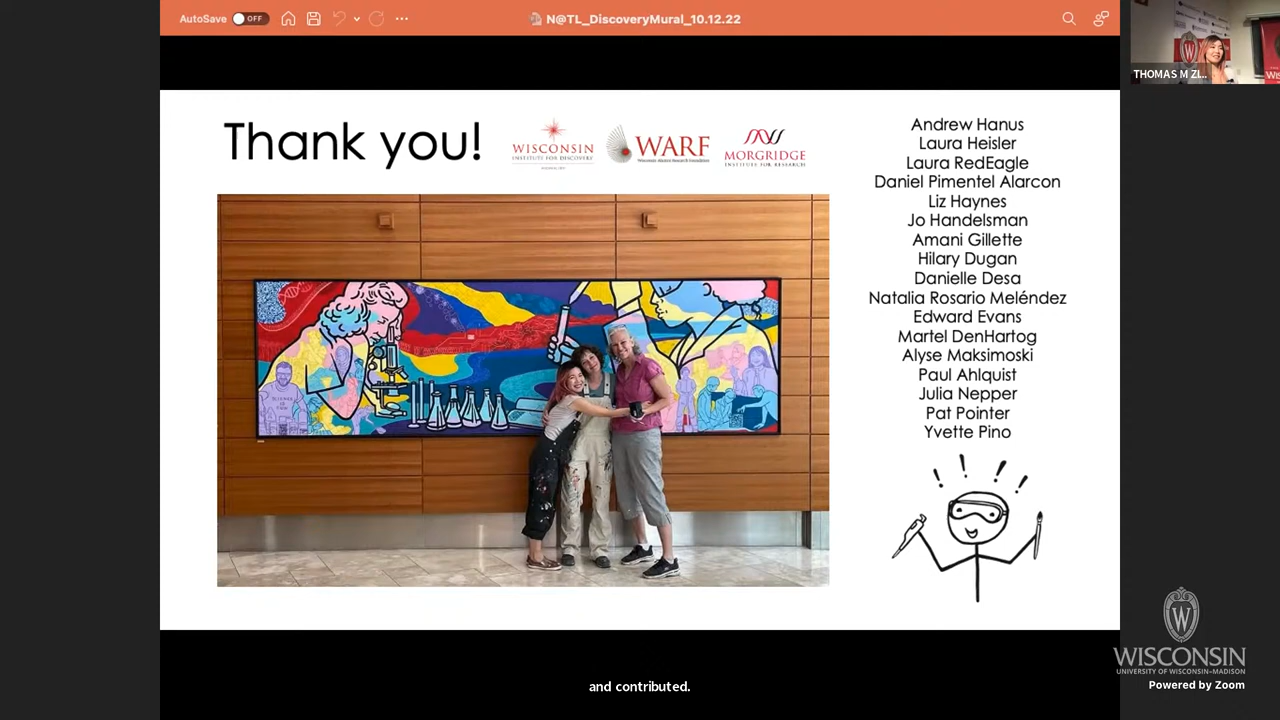 AutoSave OFF
N@TL_DiscoveryMural_10.12.22
THOMAS M ZI...
Thank you!
WISCONSIN
INSTITUTE FOR DISCOVERY
WARF
Wisconsin Alumni Research Foundation
MORGRIDGE
INSTITUTE FOR RESEARCH
Andrew Hanus
Laura Heisler
Laura RedEagle
Daniel Pimentel Alarcon
Liz Haynes
Jo Handelsman
Amani Gillette
Hilary Dugan
Danielle Desa
Natalia Rosario Meléndez
Edward Evans
Martel DenHartog
Alyse Maksimoski
Paul Ahlquist
Julia Nepper
Pat Pointer
Yvette Pino
! ! ! !
W
WISCONSIN
UNIVERSITY OF WISCONSIN–MADISON
Powered by Zoom
and contributed.